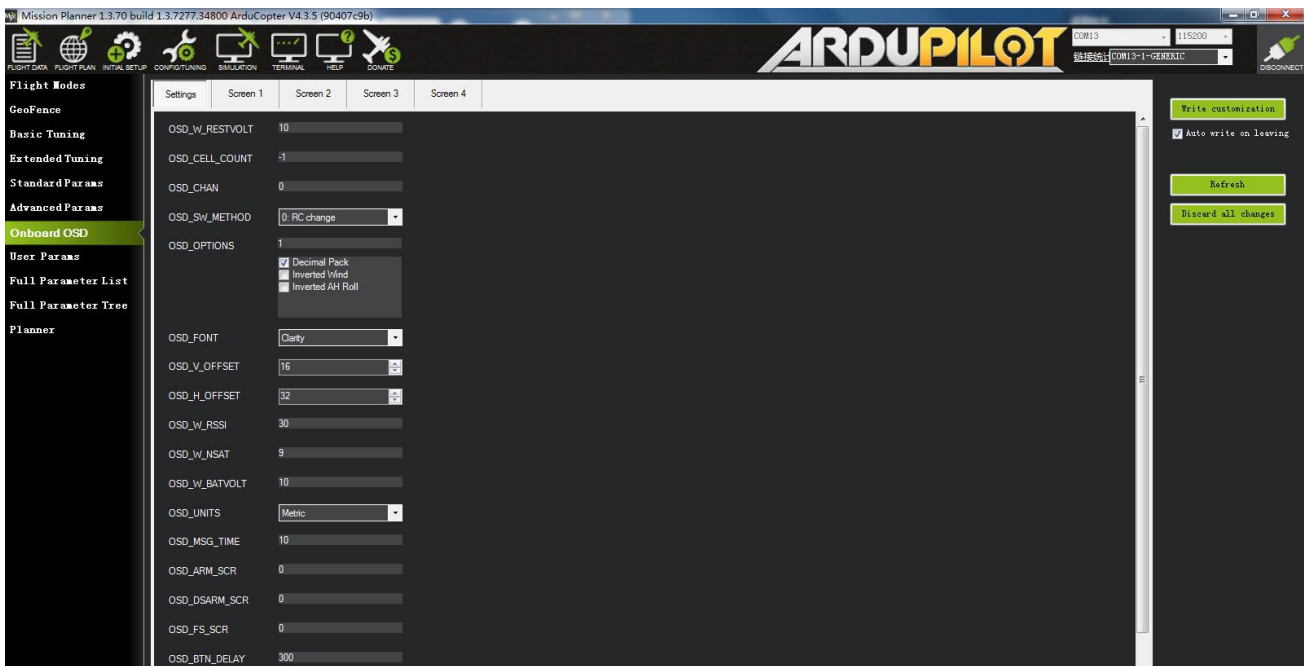 Mission Planner 1.3.70 build 1.3.7277.34800 ArduCopter V4.3.5 (90407c9b)
FLIGHT DATA FLIGHT PLAN INITIAL SETUP CONFIG/TUNING SIMULATION TERMINAL HELP DONATE
ARDUPILOT
COM13 115200
链接统计 COM13-1-GENERIC
DISCONNECT
Flight Modes
GeoFence
Basic Tuning
Extended Tuning
Standard Params
Advanced Params
Onboard OSD
User Params
Full Parameter List
Full Parameter Tree
Planner
Settings Screen 1 Screen 2 Screen 3 Screen 4
OSD_W_RESTVOLT 10
OSD_CELL_COUNT -1
OSD_CHAN 0
OSD_SW_METHOD 0: RC change
OSD_OPTIONS 1
Decimal Pack
Inverted Wind
Inverted AH Roll
OSD_FONT Clarity
OSD_V_OFFSET 16
OSD_H_OFFSET 32
OSD_W_RSSI 30
OSD_W_NSAT 9
OSD_W_BATVOLT 10
OSD_UNITS Metric
OSD_MSG_TIME 10
OSD_ARM_SCR 0
OSD_DSARM_SCR 0
OSD_FS_SCR 0
OSD_BTN_DELAY 300
Write customization
Auto write on leaving
Refresh
Discard all changes